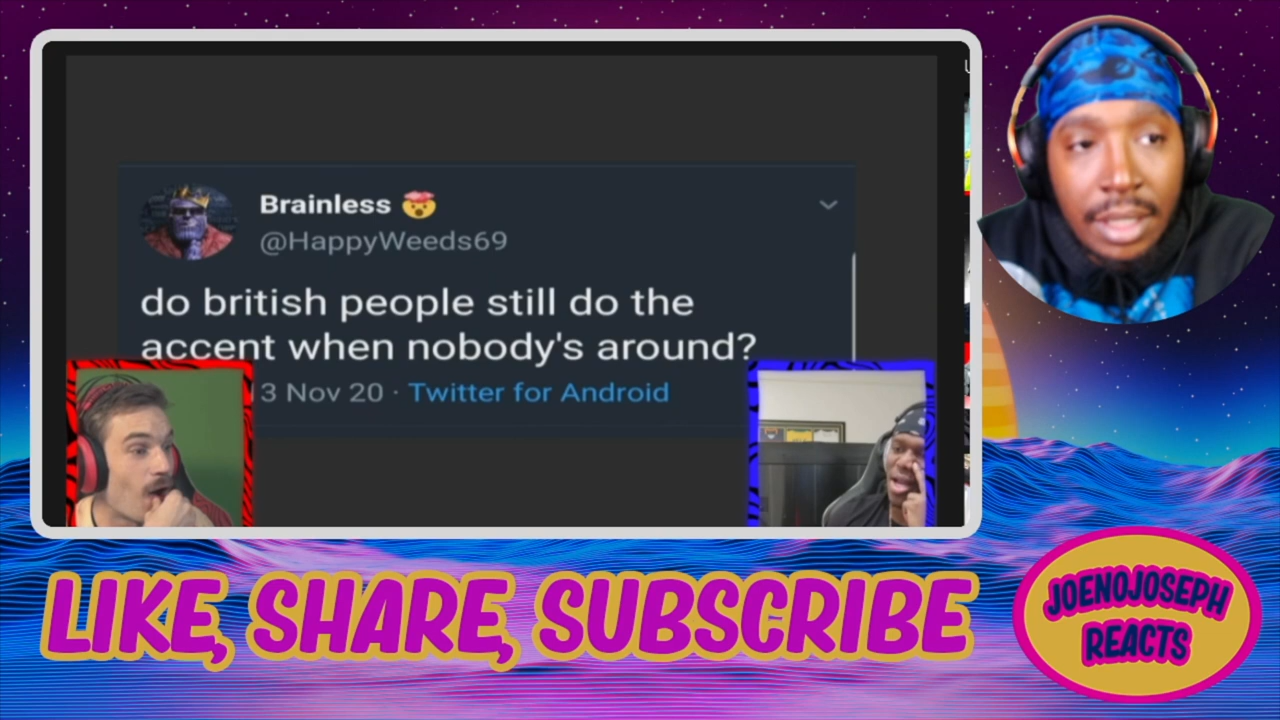 Brainless 🤯
@HappyWeeds69
do british people still do the
accent when nobody's around?
3 Nov 20 · Twitter for Android
LIKE, SHARE, SUBSCRIBE
JOENOJOSEPH
REACTS